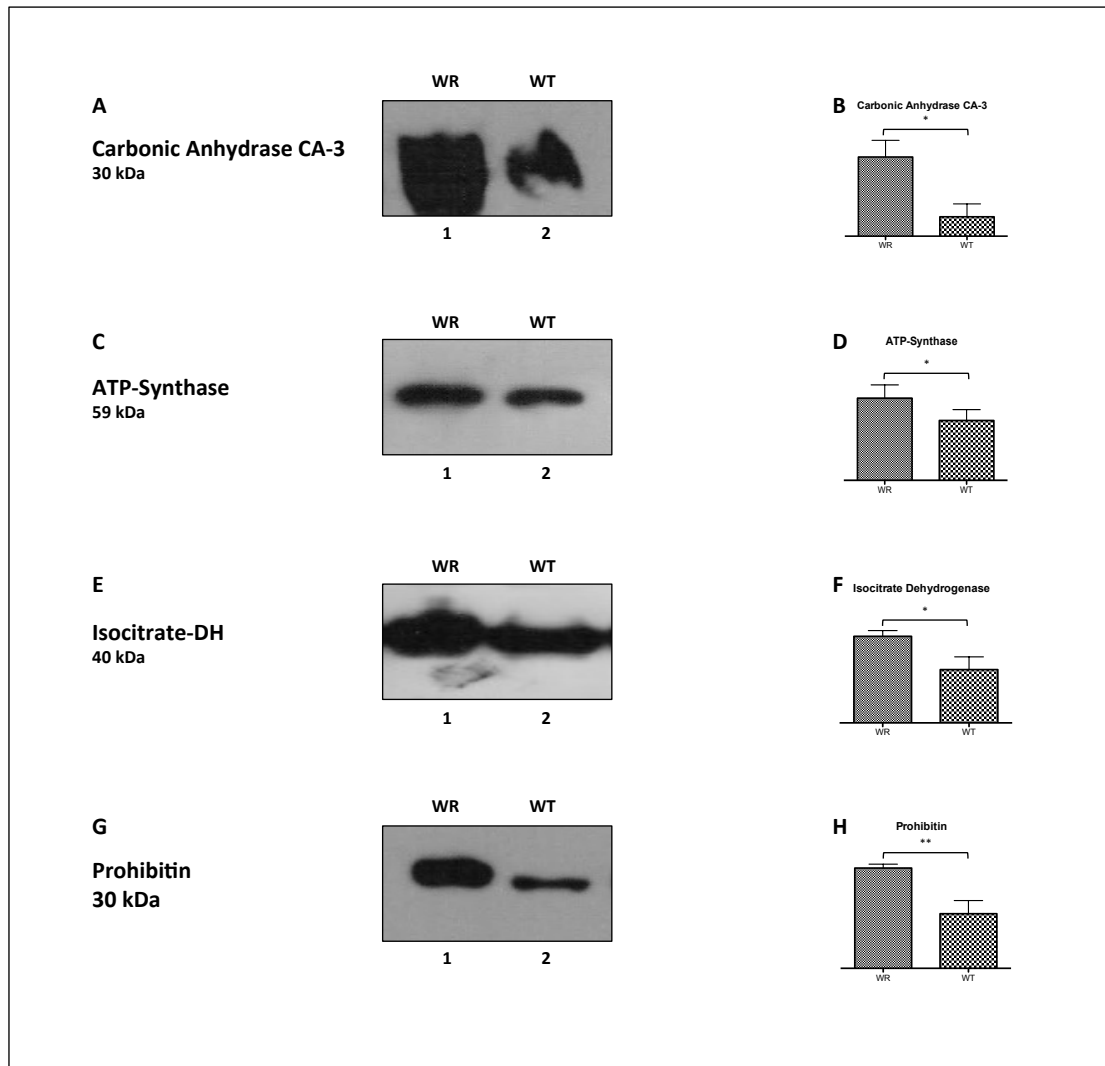 WR WT
A
Carbonic Anhydrase CA-3
30 kDa
1 2
B
Carbonic Anhydrase CA-3
*
WR WT
WR WT
C
ATP-Synthase
59 kDa
1 2
D
ATP-Synthase
*
WR WT
WR WT
E
Isocitrate-DH
40 kDa
1 2
F
Isocitrate Dehydrogenase
*
WR WT
WR WT
G
Prohibitin
30 kDa
1 2
H
Prohibitin
**
WR WT